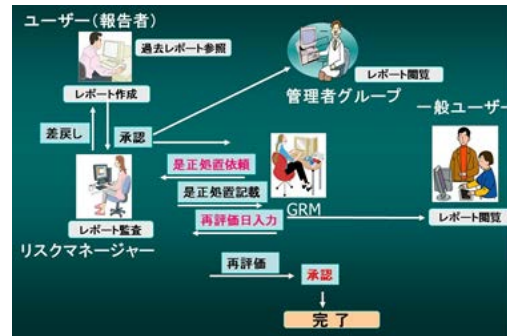 ユーザー(報告者)
過去レポート参照
レポート作成
レポート閲覧
管理者グループ
一般ユーザー
差戻し
承認
是正処置依頼
是正処置記載
GRM
再評価日入力
レポート閲覧
レポート監査
リスクマネージャー
再評価
承認
完了